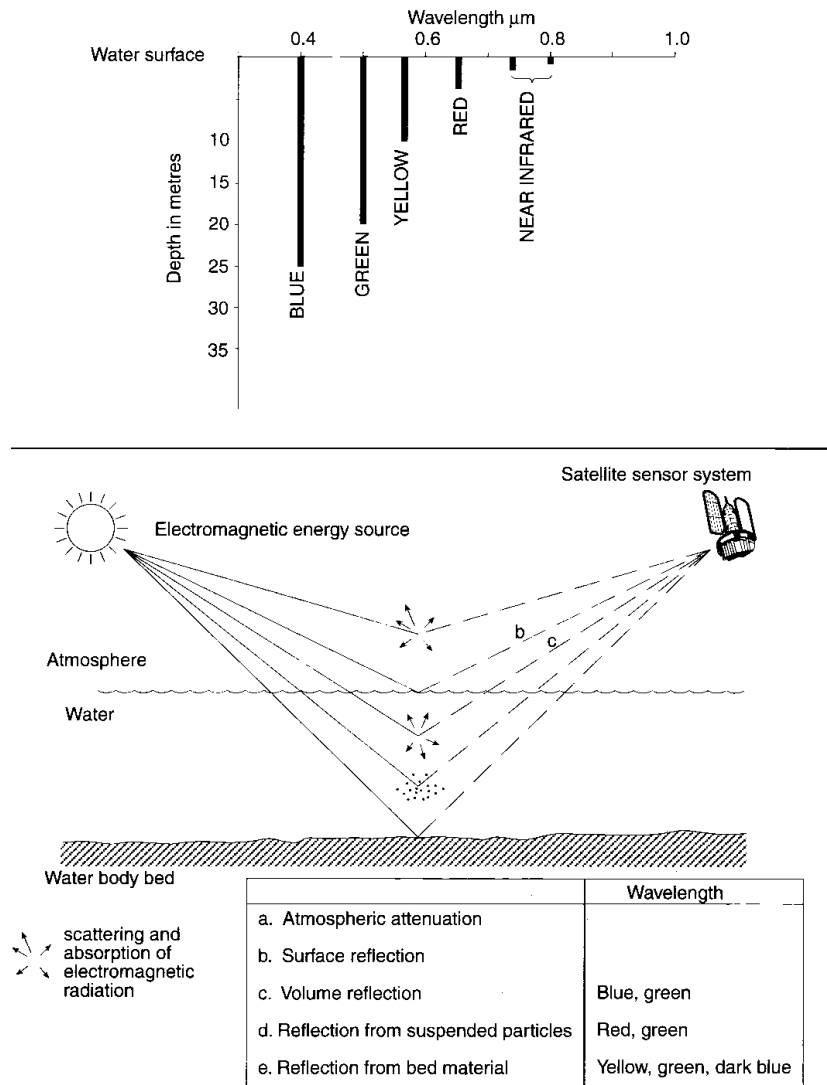 Wavelength μm
0.4 0.6 0.8 1.0
Water surface
Depth in metres
10
15
20
25
30
35
BLUE
GREEN
YELLOW
RED
NEAR INFRARED
Satellite sensor system
Electromagnetic energy source
b
c
Atmosphere
Water
Water body bed
scattering and
absorption of
electromagnetic
radiation
Wavelength
a. Atmospheric attenuation
b. Surface reflection
c. Volume reflection Blue, green
d. Reflection from suspended particles Red, green
e. Reflection from bed material Yellow, green, dark blue